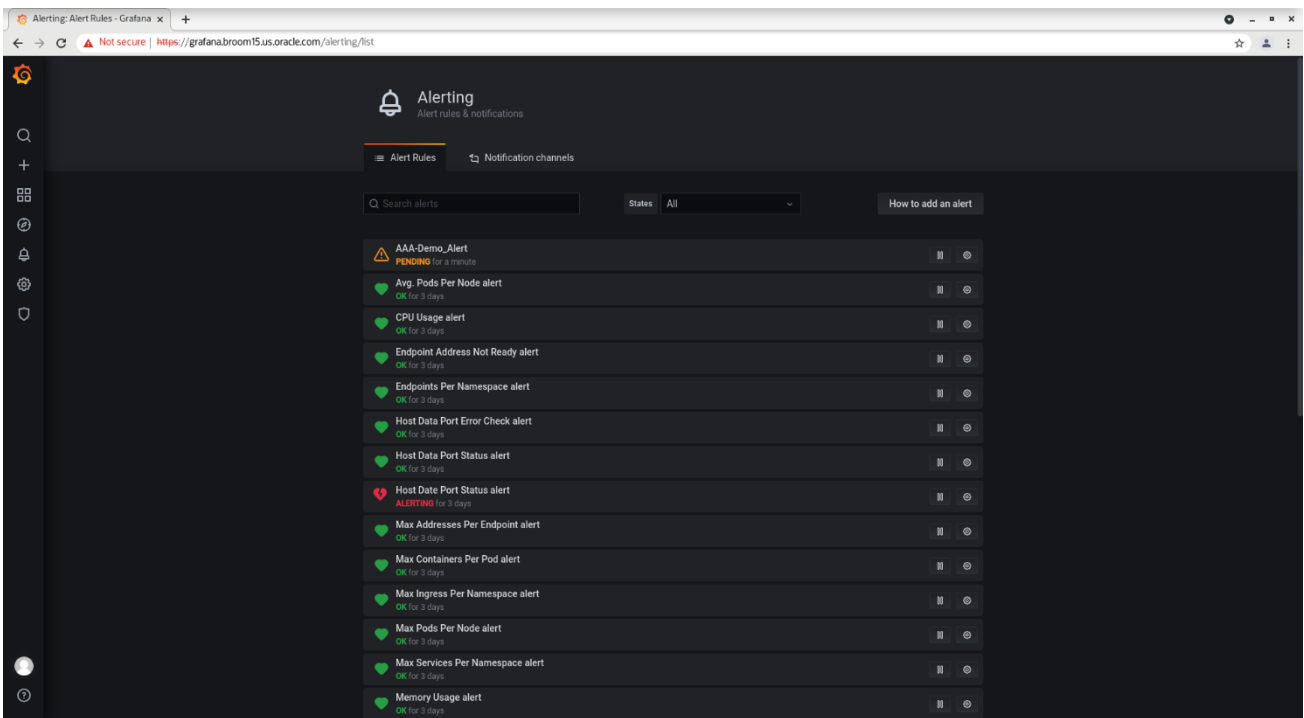 Alerting: Alert Rules - Grafana
Not secure | https://grafana.broom15.us.oracle.com/alerting/list
Alerting
Alert rules & notifications
Alert Rules
Notification channels
Search alerts
States
All
How to add an alert
AAA-Demo_Alert
PENDING for a minute
Avg. Pods Per Node alert
OK for 3 days
CPU Usage alert
OK for 3 days
Endpoint Address Not Ready alert
OK for 3 days
Endpoints Per Namespace alert
OK for 3 days
Host Data Port Error Check alert
OK for 3 days
Host Data Port Status alert
OK for 3 days
Host Date Port Status alert
ALERTING for 3 days
Max Addresses Per Endpoint alert
OK for 3 days
Max Containers Per Pod alert
OK for 3 days
Max Ingress Per Namespace alert
OK for 3 days
Max Pods Per Node alert
OK for 3 days
Max Services Per Namespace alert
OK for 3 days
Memory Usage alert
OK for 3 days